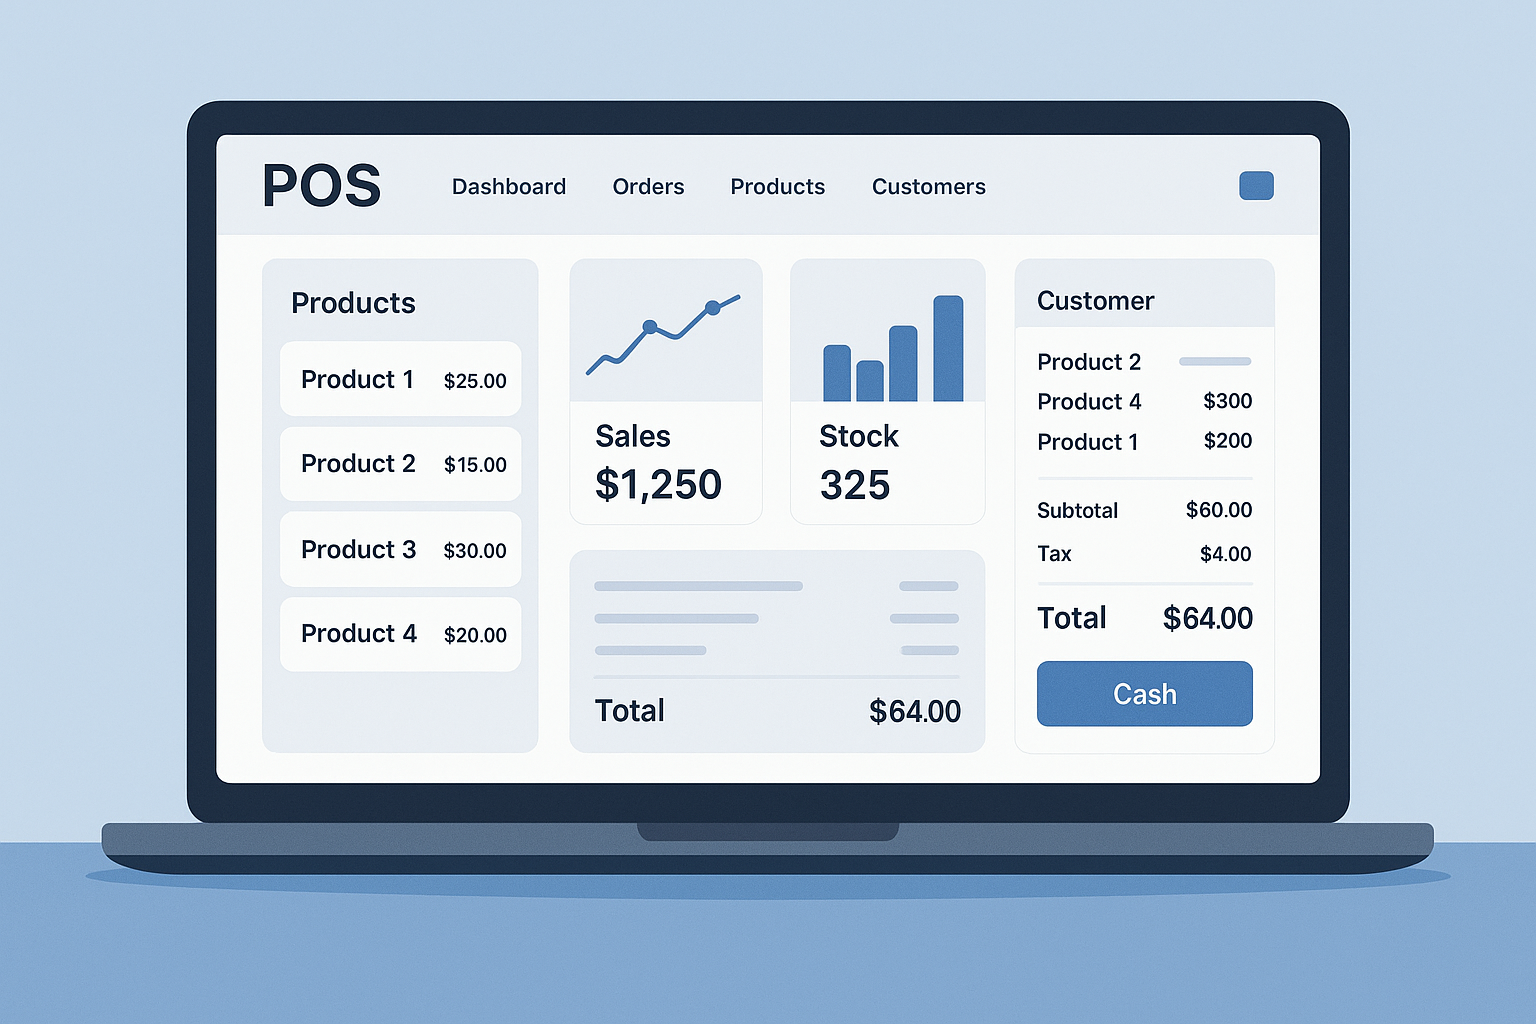 POS
Dashboard Orders Products Customers
Products
Product 1 $25.00
Product 2 $15.00
Product 3 $30.00
Product 4 $20.00
Sales
$1,250
Stock
325
Total $64.00
Customer
Product 2
Product 4 $300
Product 1 $200
Subtotal $60.00
Tax $4.00
Total $64.00
Cash